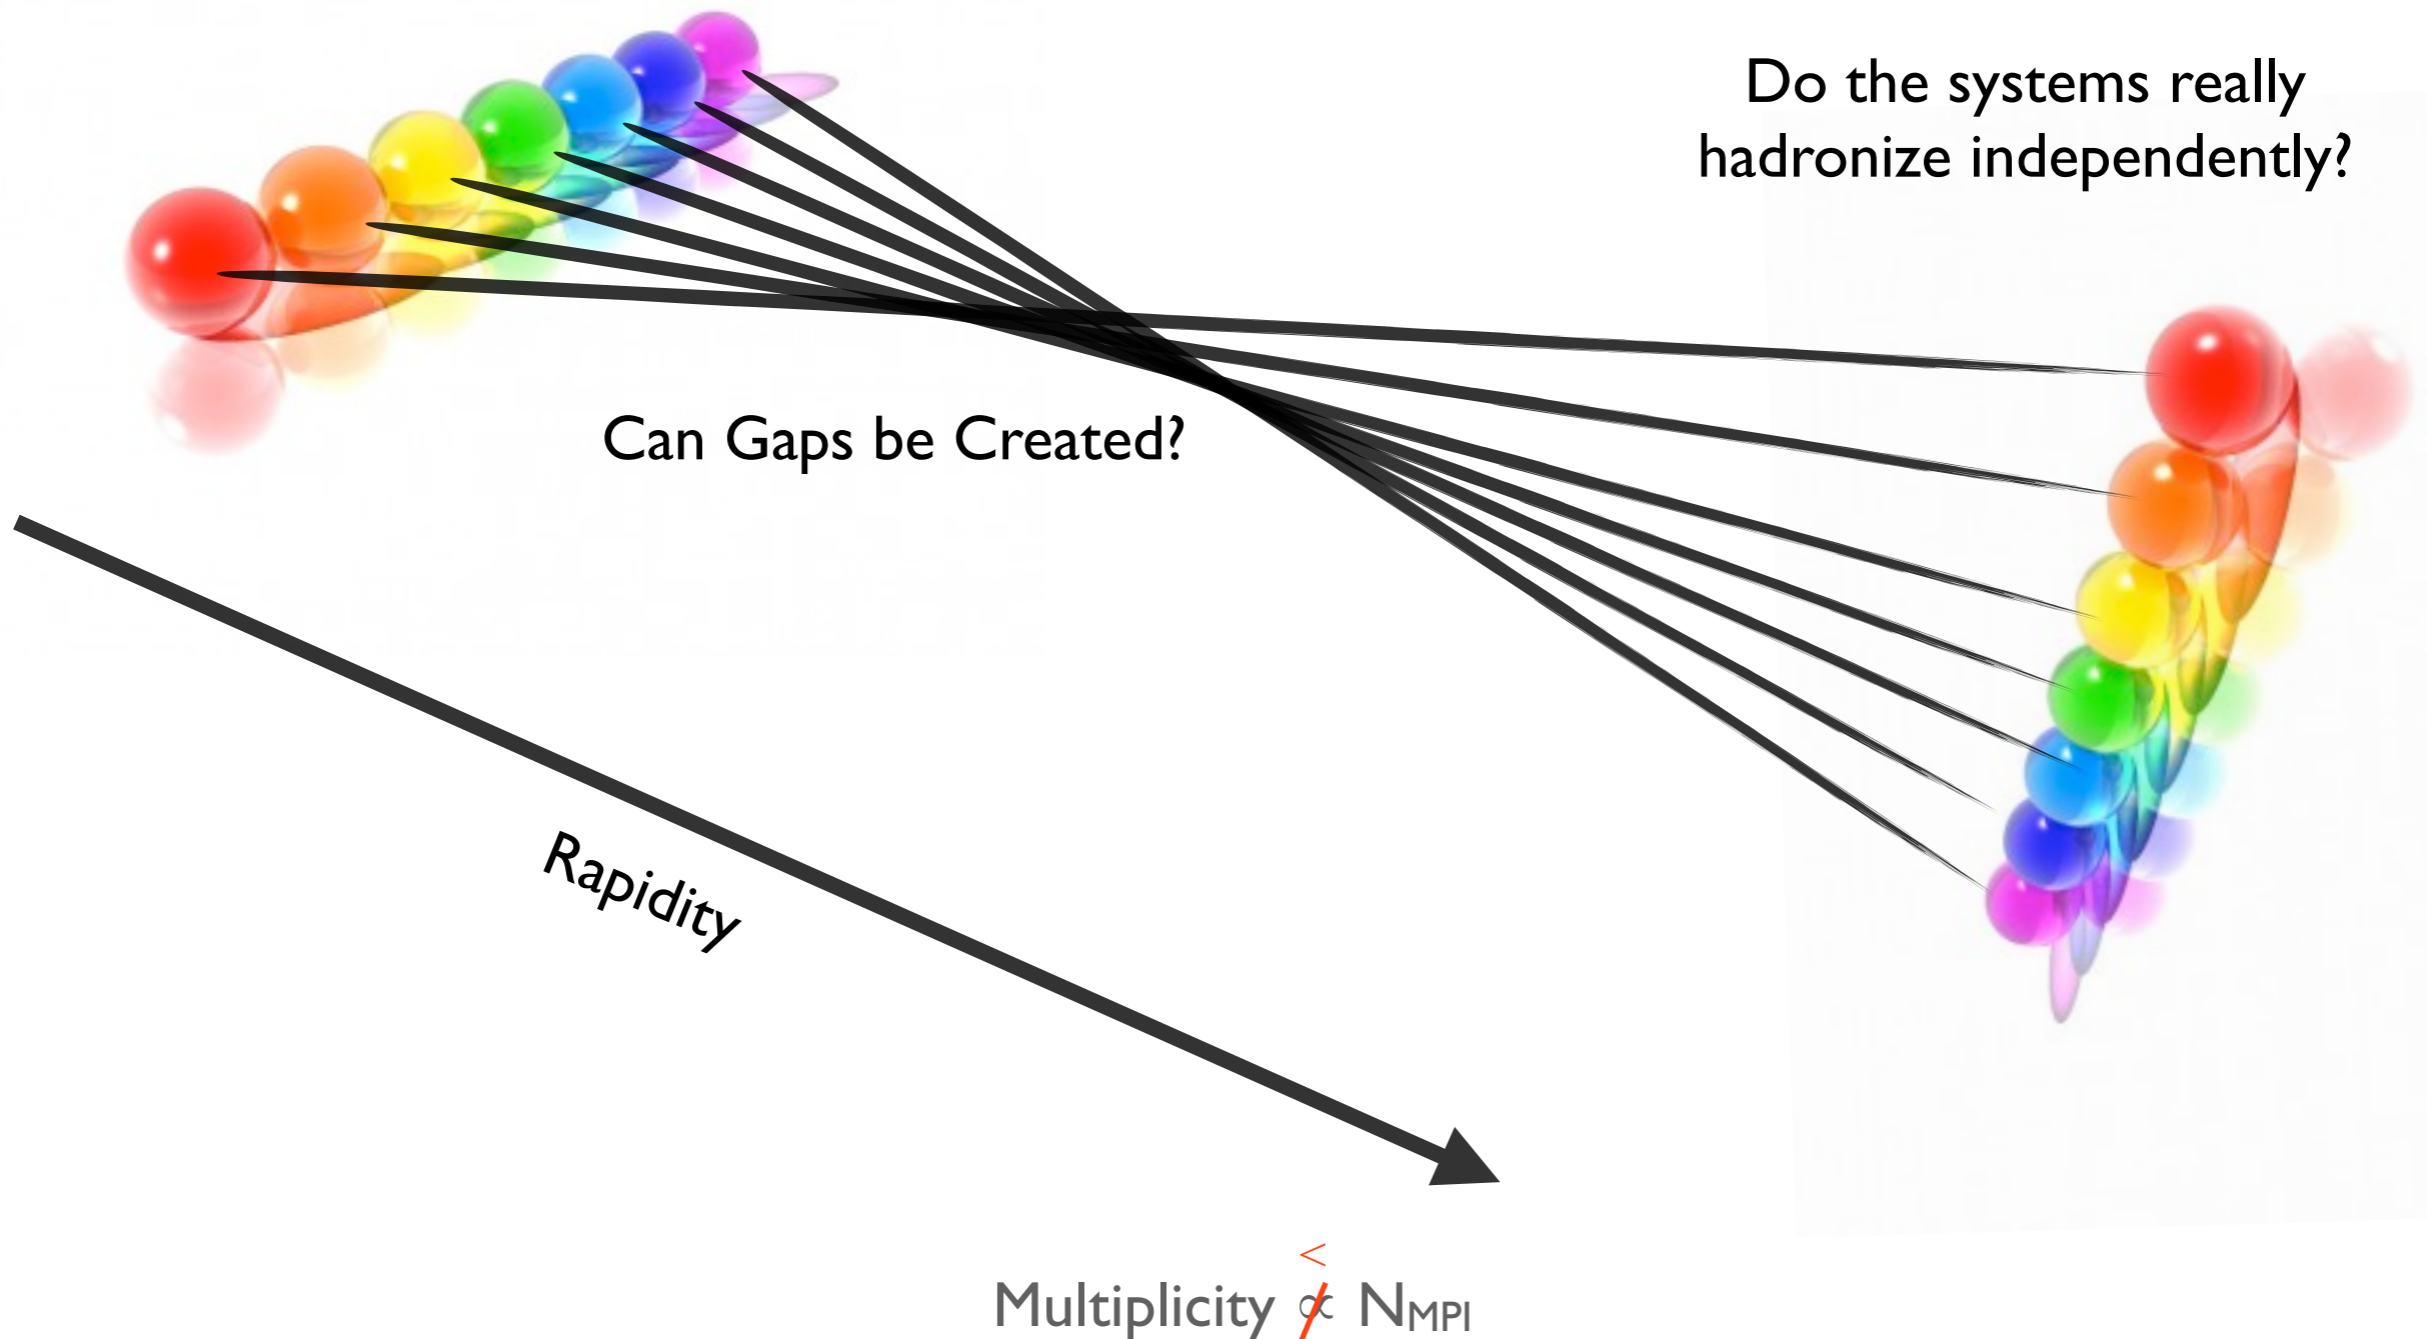 Do the systems really
hadronize independently?
Can Gaps be Created?
Rapidity
<
Multiplicity ∝̸ NMPI